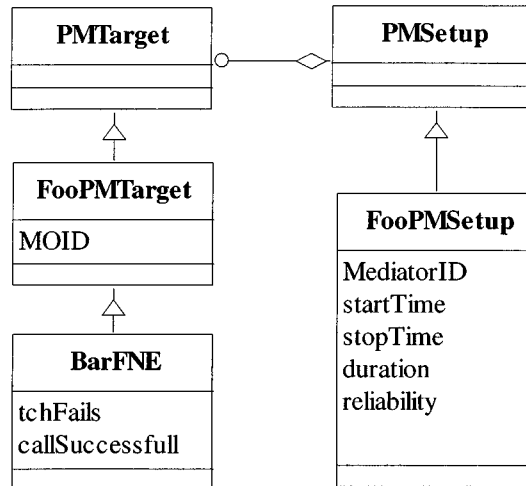 PMTarget
PMSetup
FooPMTarget
MOID
FooPMSetup
MediatorID
startTime
stopTime
duration
reliability
BarFNE
tchFails
callSuccessfull